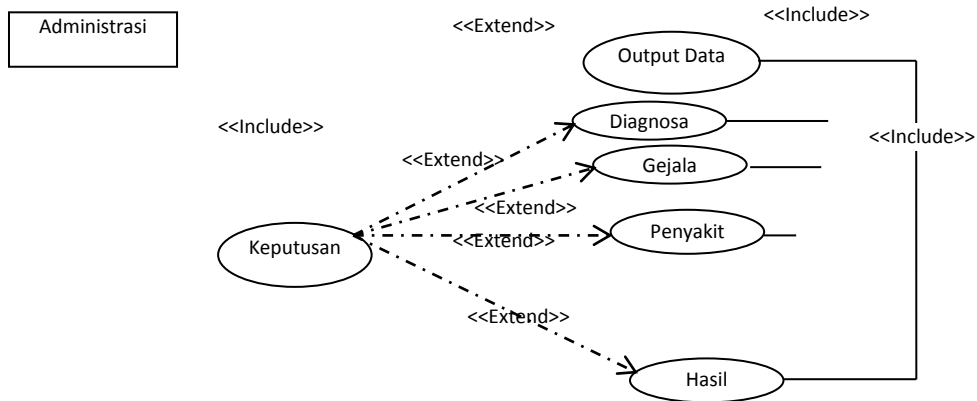 Administrasi
<<Extend>>
<<Include>>
Output Data
<<Include>>
Diagnosa
<<Include>>
<<Extend>>
Gejala
<<Extend>>
Keputusan
<<Extend>>
Penyakit
<<Extend>>
Hasil